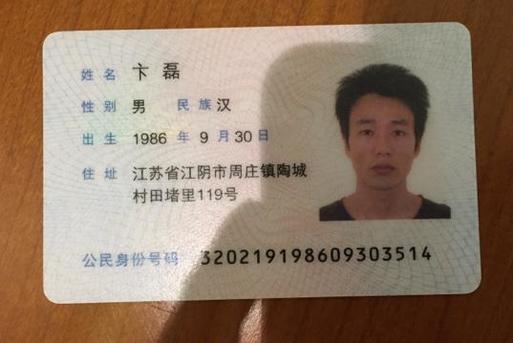 姓名 卞磊
性别 男 民族 汉
出生 1986 年 9 月 30 日
住址 江苏省江阴市周庄镇陶城
村田堵里119号
公民身份号码 320219198609303514